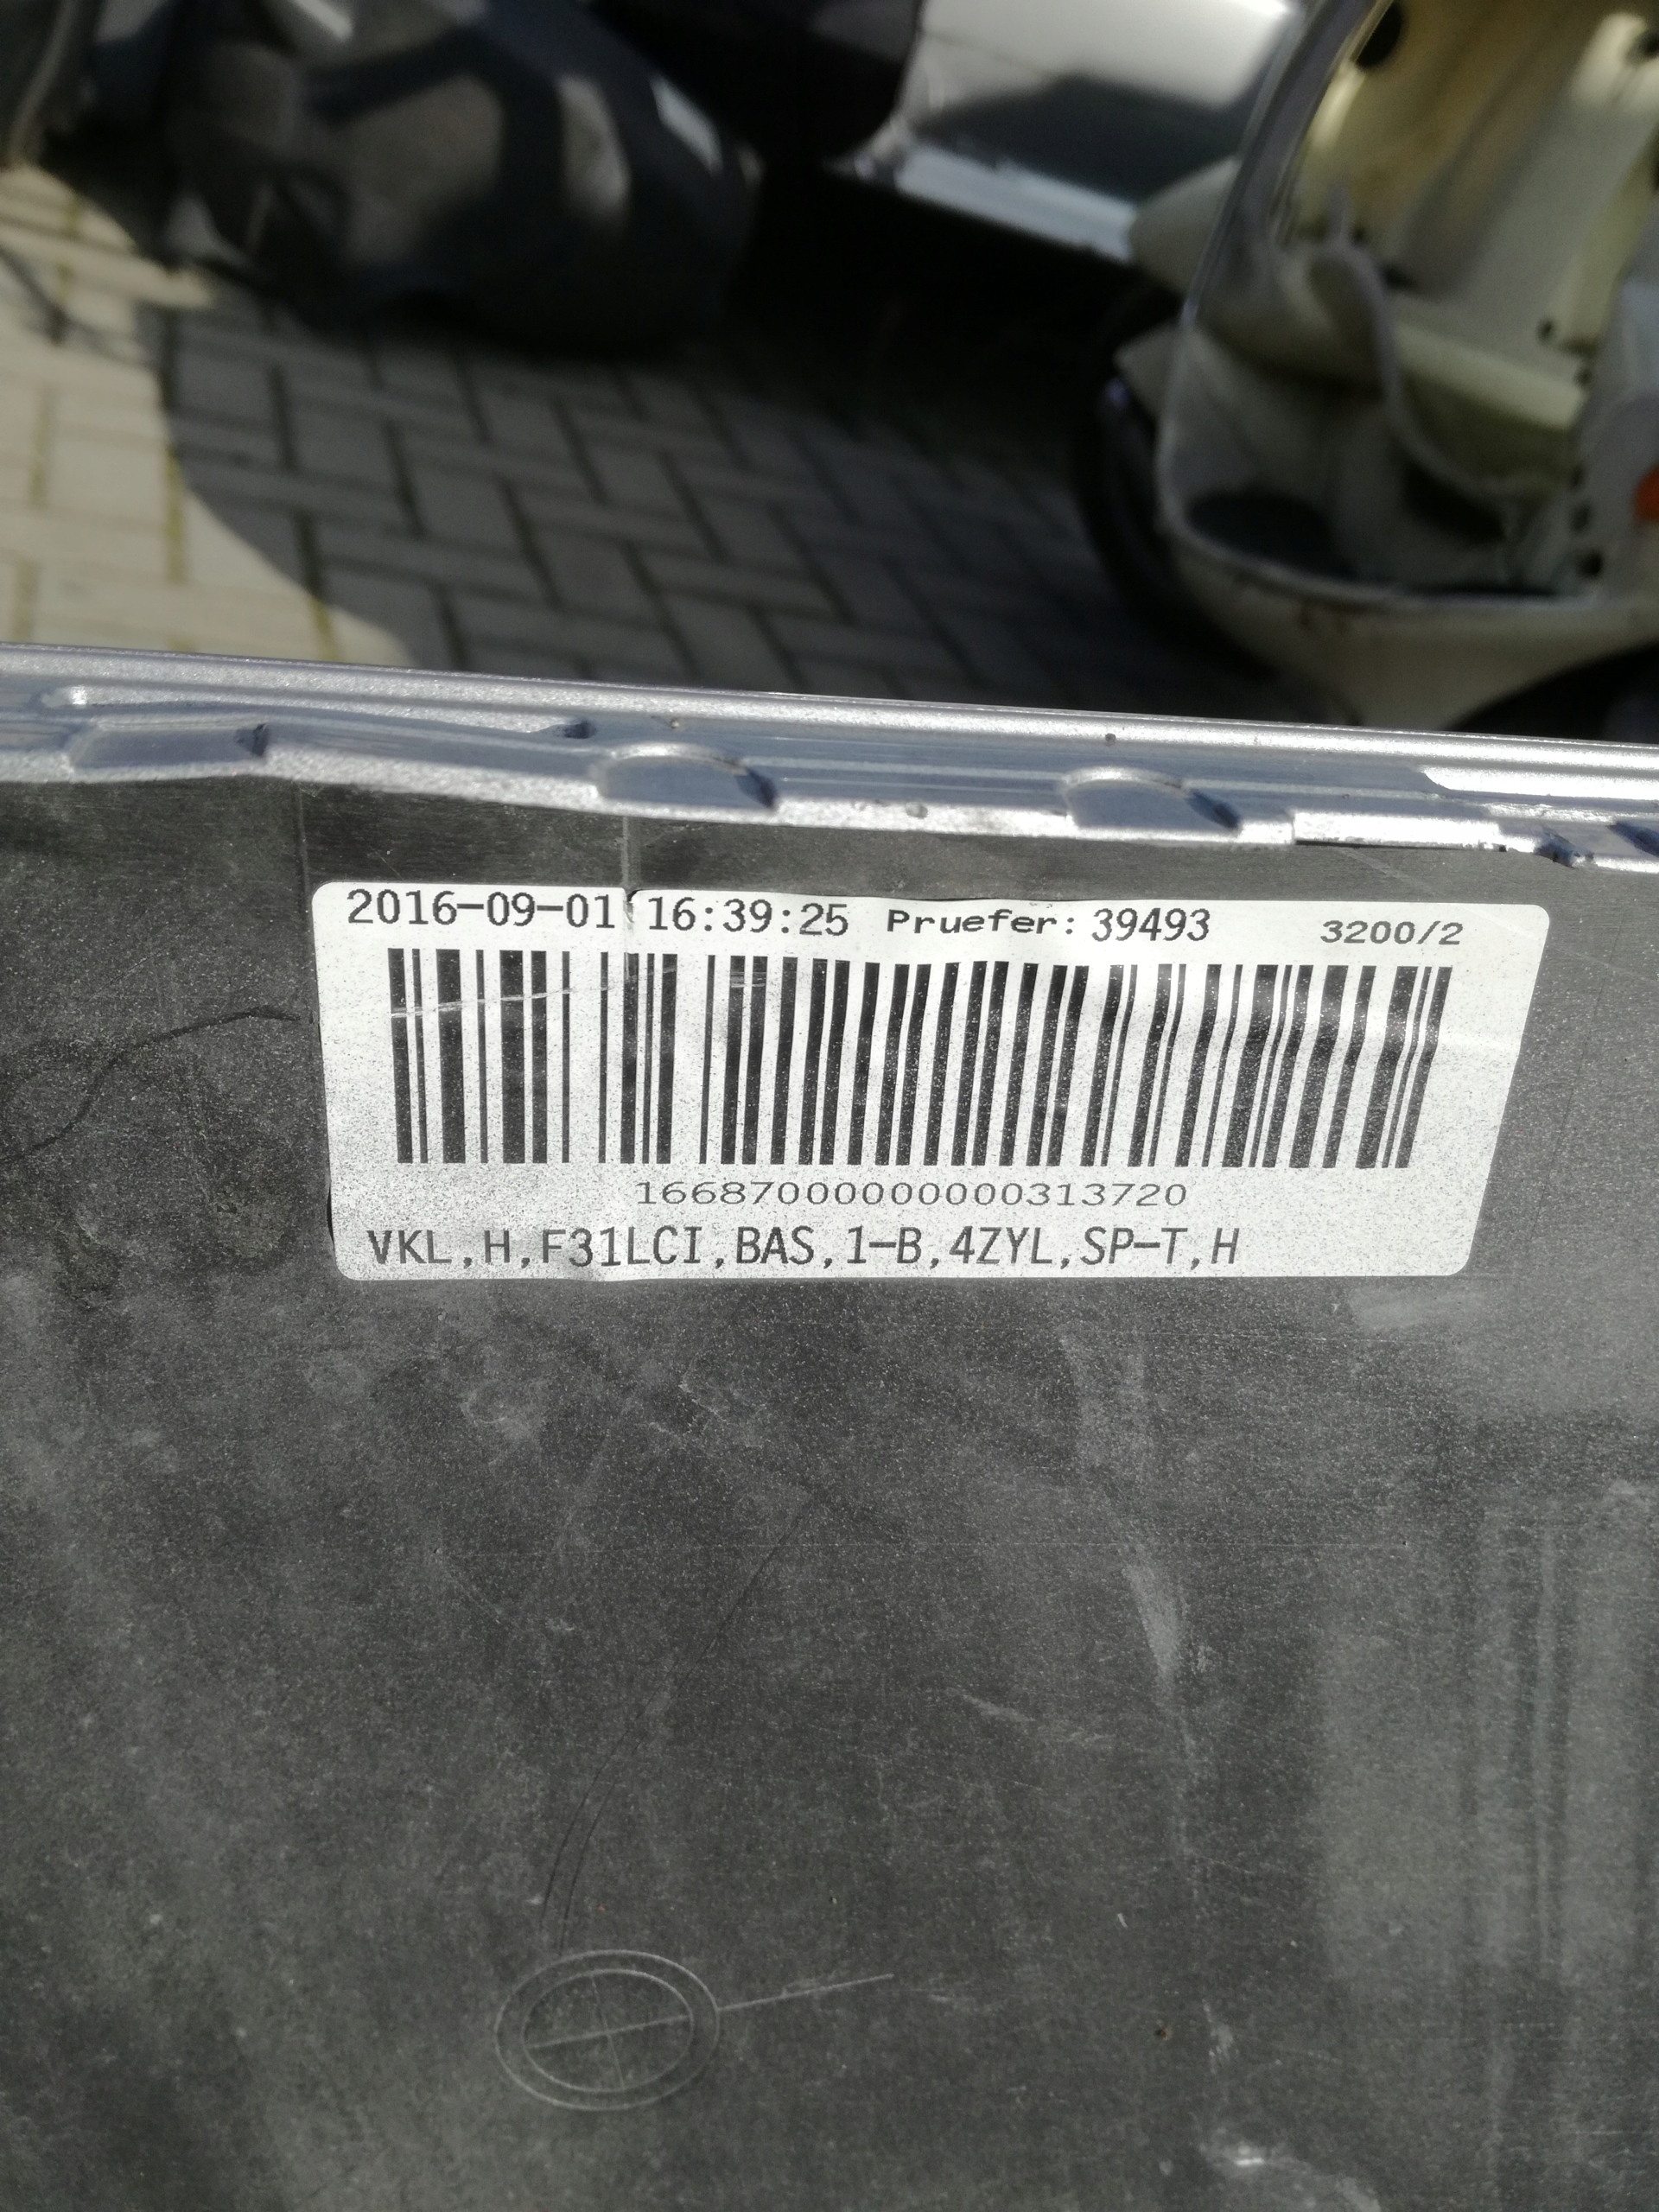 2016-09-01 16:39:25 Pruefer: 39493 3200/2
16687000000000313720
VKL,H,F31LCI,BAS,1-B,4ZYL,SP-T,H